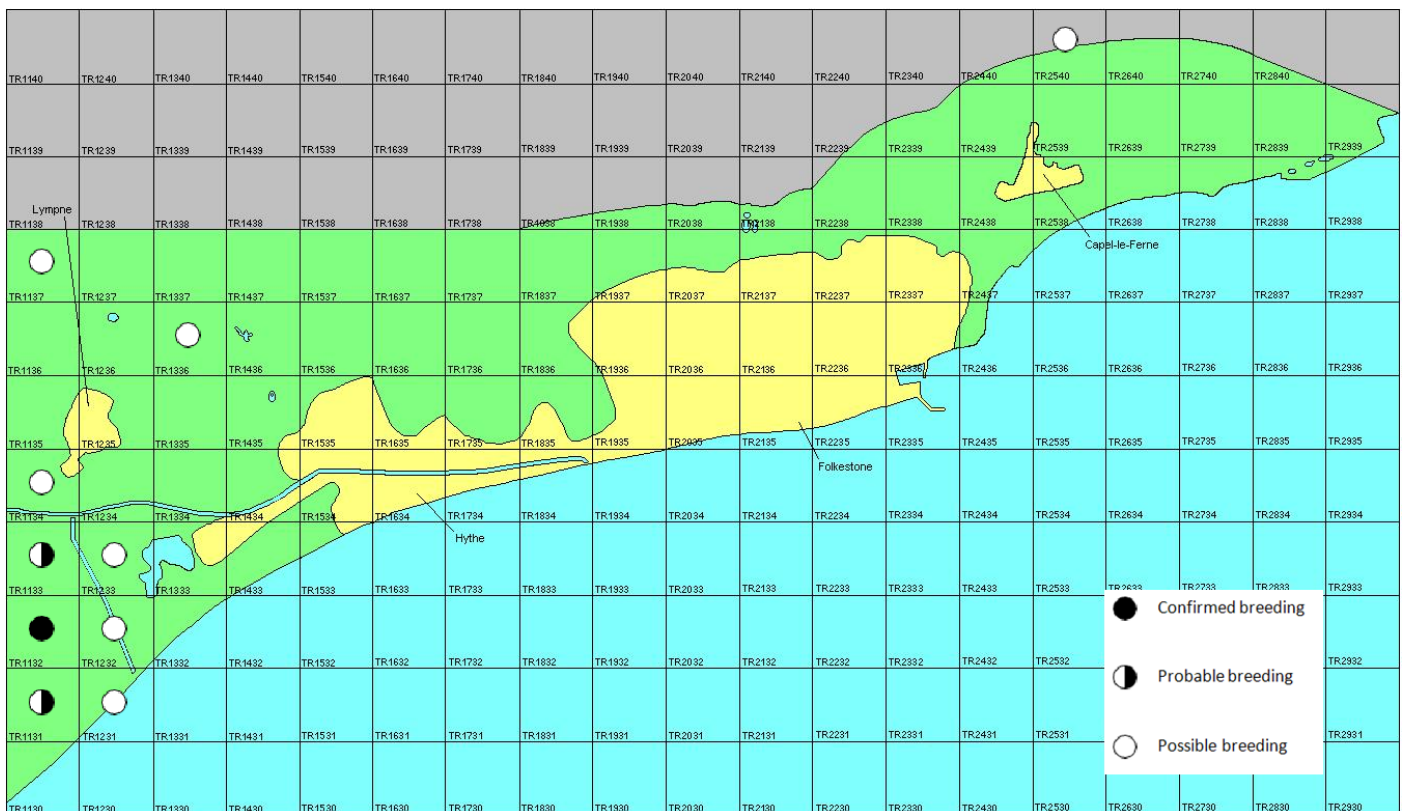 TR1140 TR1240 TR1340 TR1440 TR1540 TR1640 TR1740 TR1840 TR1940 TR2040 TR2140 TR2240 TR2340 TR2440 TR2540 TR2640 TR2740 TR2840
TR1139 TR1239 TR1339 TR1439 TR1539 TR1639 TR1739 TR1839 TR1939 TR2039 TR2139 TR2239 TR2339 TR2439 TR2539 TR2639 TR2739 TR2839 TR2939
Lympne
TR1138 TR1238 TR1338 TR1438 TR1538 TR1638 TR1738 TR1938 TR2038 TR2138 TR2238 TR2338 TR2438 TR2538 TR2638 TR2738 TR2838 TR2938
Capel-le-Ferne
TR1137 TR1237 TR1337 TR1437 TR1537 TR1637 TR1737 TR1837 TR1937 TR2037 TR2137 TR2237 TR2337 TR2437 TR2537 TR2637 TR2737 TR2837 TR2937
TR1136 TR1236 TR1336 TR1436 TR1536 TR1636 TR1736 TR1836 TR1936 TR2036 TR2136 TR2236 TR2336 TR2436 TR2536 TR2636 TR2736 TR2836 TR2936
TR1135 TR1235 TR1335 TR1435 TR1535 TR1635 TR1735 TR1835 TR1935 TR2035 TR2135 TR2235 TR2335 TR2435 TR2535 TR2635 TR2735 TR2835 TR2935
Folkestone
TR1134 TR1234 TR1334 TR1434 TR1534 TR1634 TR1734 TR1834 TR1934 TR2034 TR2134 TR2234 TR2334 TR2434 TR2534 TR2634 TR2734 TR2834 TR2934
Hythe
TR1133 TR1233 TR1333 TR1433 TR1533 TR1633 TR1733 TR1833 TR1933 TR2033 TR2133 TR2233 TR2333 TR2433 TR2533 TR2633 TR2733 TR2833 TR2933
Confirmed breeding
TR1132 TR1232 TR1332 TR1432 TR1532 TR1632 TR1732 TR1832 TR1932 TR2032 TR2132 TR2232 TR2332 TR2432 TR2532 TR2932
Probable breeding
TR1131 TR1231 TR1331 TR1431 TR1531 TR1631 TR1731 TR1831 TR1931 TR2031 TR2131 TR2231 TR2331 TR2431 TR2531 TR2931
Possible breeding
TR1130 TR1230 TR1330 TR1430 TR1530 TR1630 TR1730 TR1830 TR1930 TR2030 TR2130 TR2230 TR2330 TR2430 TR2530 TR2630 TR2730 TR2830 TR2930